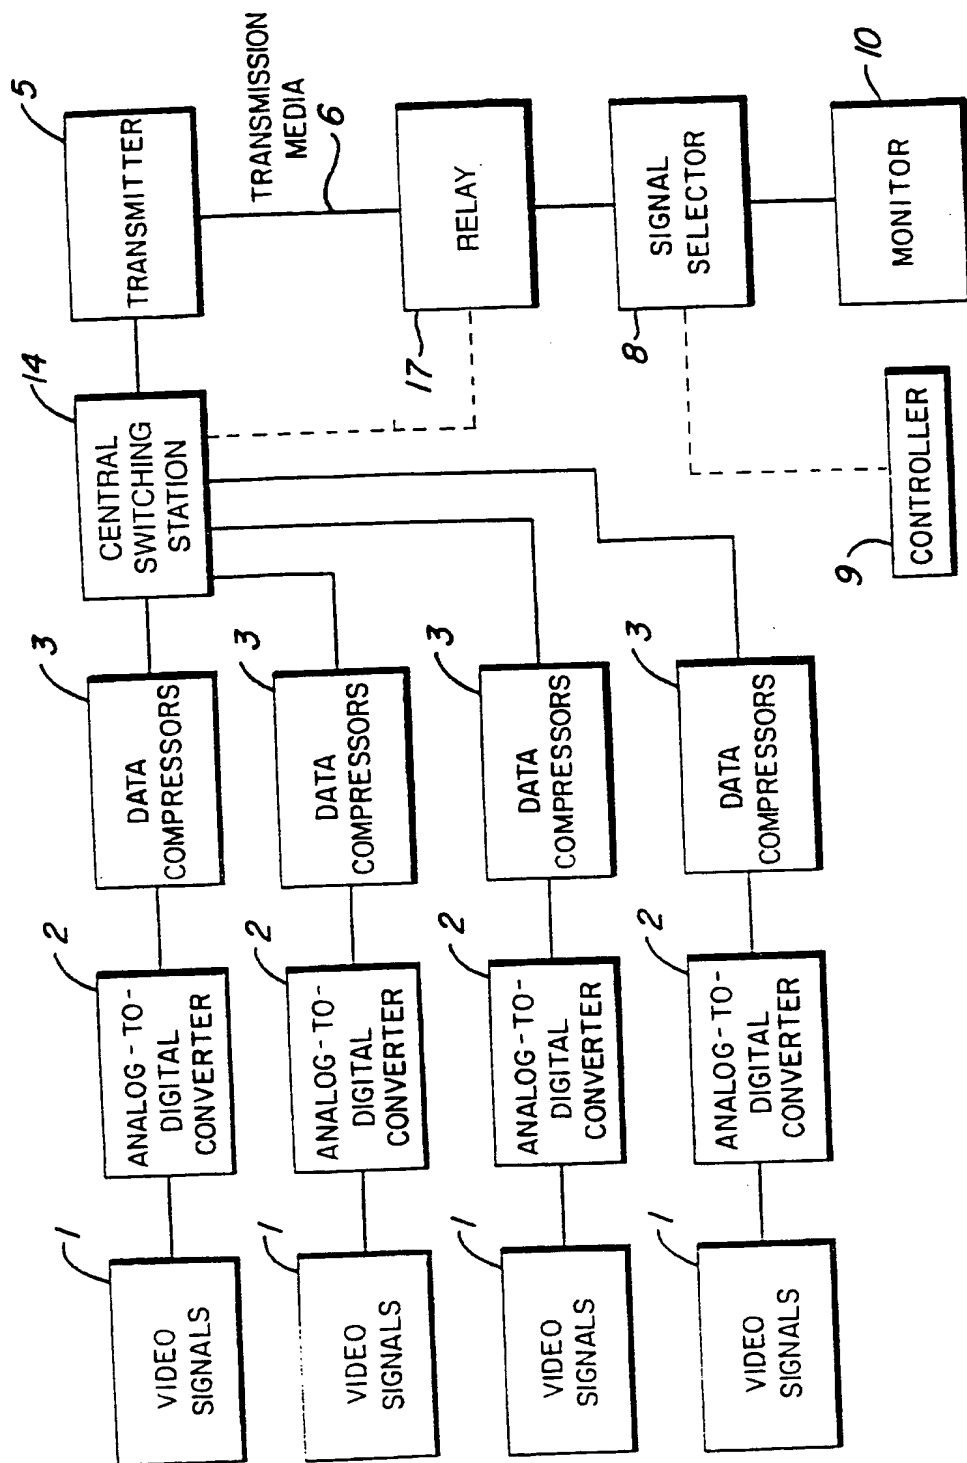 VIDEO
SIGNALS
1
ANALOG-TO-
DIGITAL
CONVERTER
2
DATA
COMPRESSORS
3
VIDEO
SIGNALS
1
ANALOG-TO-
DIGITAL
CONVERTER
2
DATA
COMPRESSORS
3
VIDEO
SIGNALS
1
ANALOG-TO-
DIGITAL
CONVERTER
2
DATA
COMPRESSORS
3
VIDEO
SIGNALS
1
ANALOG-TO-
DIGITAL
CONVERTER
2
DATA
COMPRESSORS
3
CENTRAL
SWITCHING
STATION
14
TRANSMITTER
5
TRANSMISSION
MEDIA
6
RELAY
17
SIGNAL
SELECTOR
8
CONTROLLER
9
MONITOR
10